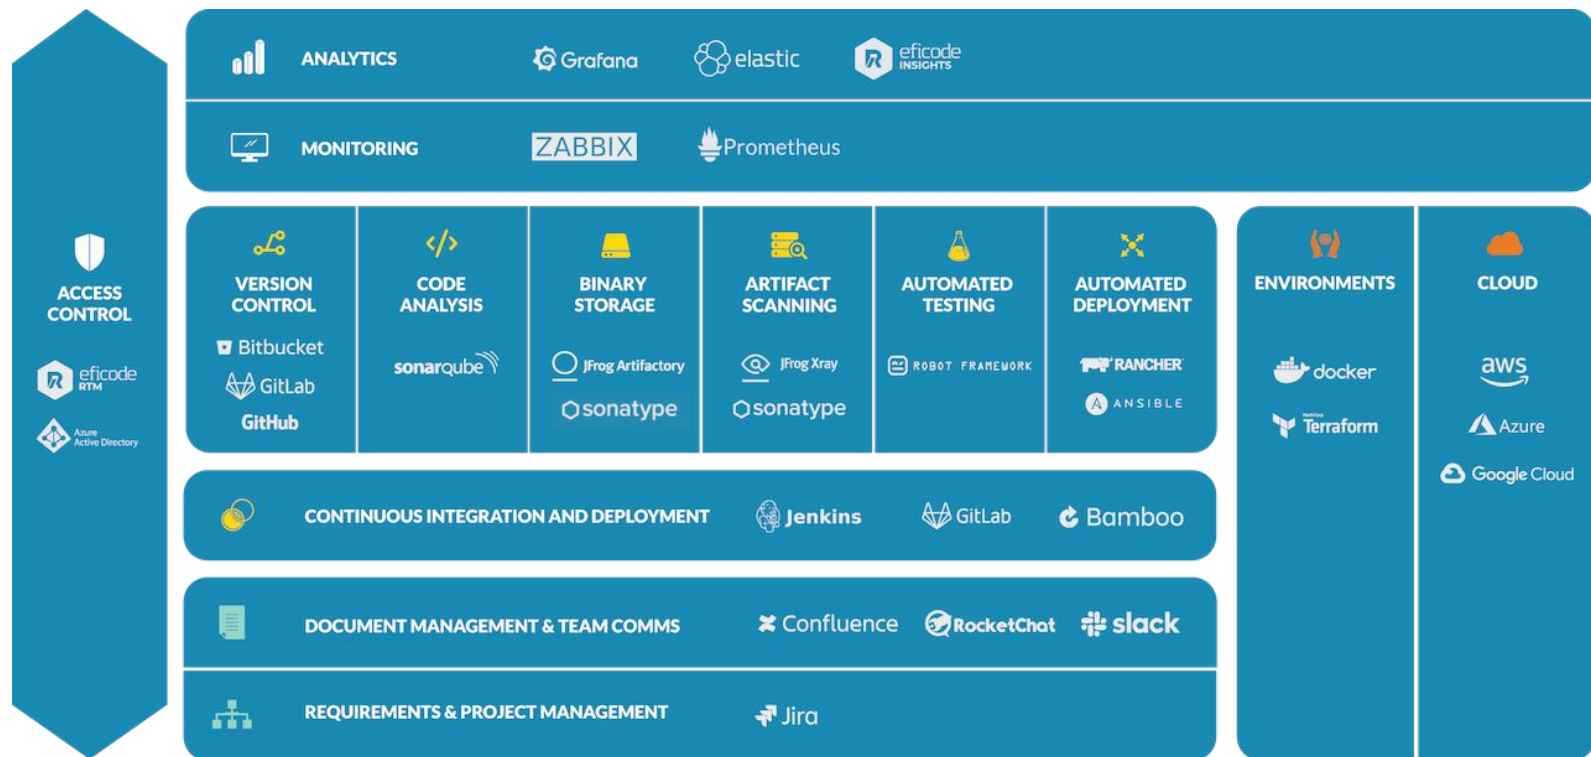 ANALYTICS
Grafana
elastic
eficode
INSIGHTS
MONITORING
ZABBIX
Prometheus
ACCESS
CONTROL
eficode
RTM
Azure
Active Directory
VERSION
CONTROL
Bitbucket
GitLab
GitHub
CODE
ANALYSIS
sonarqube
BINARY
STORAGE
JFrog Artifactory
sonatype
ARTIFACT
SCANNING
JFrog Xray
sonatype
AUTOMATED
TESTING
ROBOT FRAMEWORK
AUTOMATED
DEPLOYMENT
RANCHER
ANSIBLE
ENVIRONMENTS
docker
HashiCorp
Terraform
CLOUD
aws
Azure
Google Cloud
CONTINUOUS INTEGRATION AND DEPLOYMENT
Jenkins
GitLab
Bamboo
DOCUMENT MANAGEMENT & TEAM COMMS
Confluence
RocketChat
slack
REQUIREMENTS & PROJECT MANAGEMENT
Jira